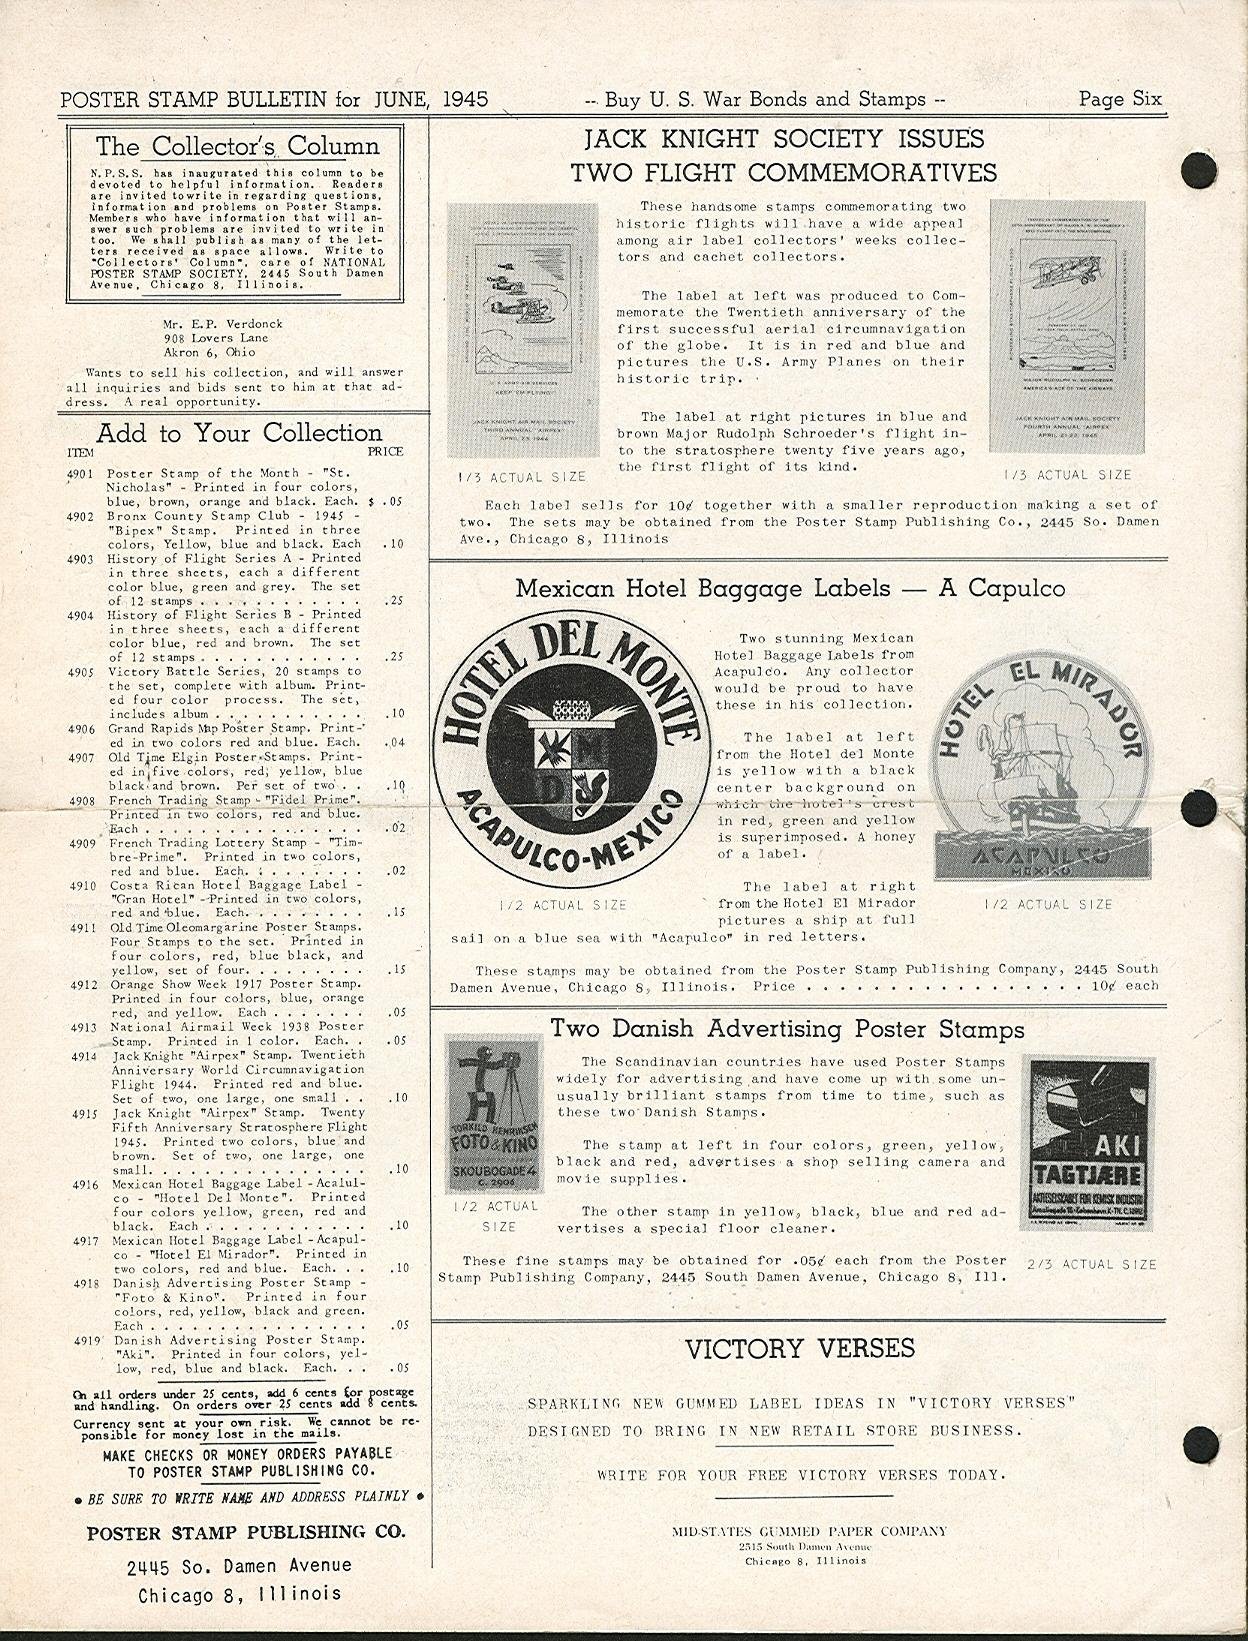 POSTER STAMP BULLETIN for JUNE, 1945
-- Buy U. S. War Bonds and Stamps --
Page Six
The Collector's Column
N.P.S.S. has inaugurated this column to be
devoted to helpful information. Readers
are invited towrite in regarding questions,
information and problems on Poster Stamps.
Members who have information that will an-
swer such problems are invited to write in
too. We shall publish as many of the let-
ters received as space allows. Write to
"Collectors' Column", care of NATIONAL
POSTER STAMP SOCIETY, 2445 South Damen
Avenue, Chicago 8, Illinois.
Mr. E.P. Verdonck
908 Lovers Lane
Akron 6, Ohio
Wants to sell his collection, and will answer
all inquiries and bids sent to him at that ad-
dress. A real opportunity.
Add to Your Collection
ITEM PRICE
4901 Poster Stamp of the Month - "St.
Nicholas" - Printed in four colors,
blue, brown, orange and black. Each. $ .05
4902 Bronx County Stamp Club - 1945 -
"Bipex" Stamp. Printed in three
colors, Yellow, blue and black. Each .10
4903 History of Flight Series A - Printed
in three sheets, each a different
color blue, green and grey. The set
of 12 stamps . . . . . . . . . . . . .25
4904 History of Flight Series B - Printed
in three sheets, each a different
color blue, red and brown. The set
of 12 stamps . . . . . . . . . . . . .25
4905 Victory Battle Series, 20 stamps to
the set, complete with album. Print-
ed four color process. The set,
includes album . . . . . . . . . . . .10
4906 Grand Rapids Map Poster Stamp. Print-
ed in two colors red and blue. Each. .04
4907 Old Time Elgin Poster Stamps. Print-
ed in five colors, red, yellow, blue
black and brown. Per set of two . . .10
4908 French Trading Stamp - "Fidel Prime".
Printed in two colors, red and blue.
Each . . . . . . . . . . . . . . . . .02
4909 French Trading Lottery Stamp - "Tim-
bre-Prime". Printed in two colors,
red and blue. Each. . . . . . . . . .02
4910 Costa Rican Hotel Baggage Label -
"Gran Hotel" - Printed in two colors,
red and blue. Each. . . . . . . . . .15
4911 Old Time Oleomargarine Poster Stamps.
Four Stamps to the set. Printed in
four colors, red, blue black, and
yellow, set of four. . . . . . . . . .15
4912 Orange Show Week 1917 Poster Stamp.
Printed in four colors, blue, orange
red, and yellow. Each . . . . . . . .05
4913 National Airmail Week 1938 Poster
Stamp. Printed in 1 color. Each. . .05
4914 Jack Knight "Airpex" Stamp. Twentieth
Anniversary World Circumnavigation
Flight 1944. Printed red and blue.
Set of two, one large, one small . . .10
4915 Jack Knight "Airpex" Stamp. Twenty
Fifth Anniversary Stratosphere Flight
1945. Printed two colors, blue and
brown. Set of two, one large, one
small. . . . . . . . . . . . . . . . .10
4916 Mexican Hotel Baggage Label - Acalul-
co - "Hotel Del Monte". Printed
four colors yellow, green, red and
black. Each . . . . . . . . . . . . .10
4917 Mexican Hotel Baggage Label - Acapul-
co - "Hotel El Mirador". Printed in
two colors, red and blue. Each. . . .10
4918 Danish Advertising Poster Stamp -
"Foto & Kino". Printed in four
colors, red, yellow, black and green.
Each . . . . . . . . . . . . . . . . .05
4919 Danish Advertising Poster Stamp.
"Aki". Printed in four colors, yel-
low, red, blue and black. Each. . . .05
On all orders under 25 cents, add 6 cents for postage
and handling. On orders over 25 cents add 8 cents.
Currency sent at your own risk. We cannot be re-
ponsible for money lost in the mails.
MAKE CHECKS OR MONEY ORDERS PAYABLE
TO POSTER STAMP PUBLISHING CO.
• BE SURE TO WRITE NAME AND ADDRESS PLAINLY •
POSTER STAMP PUBLISHING CO.
2445 So. Damen Avenue
Chicago 8, Illinois
JACK KNIGHT SOCIETY ISSUES
TWO FLIGHT COMMEMORATIVES
U. S. ARMY AIR SERVICES
KEEP 'EM FLYING!
JACK KNIGHT AIR MAIL SOCIETY
THIRD ANNUAL "AIRPEX"
1/3 ACTUAL SIZE
These handsome stamps commemorating two
historic flights will have a wide appeal
among air label collectors' weeks collec-
tors and cachet collectors.
The label at left was produced to Com-
memorate the Twentieth anniversary of the
first successful aerial circumnavigation
of the globe. It is in red and blue and
pictures the U.S. Army Planes on their
historic trip.
The label at right pictures in blue and
brown Major Rudolph Schroeder's flight in-
to the stratosphere twenty five years ago,
the first flight of its kind.
MAJOR RUDOLPH W. SCHROEDER
AMERICA'S ACE OF THE AIRWAYS
JACK KNIGHT AIR MAIL SOCIETY
FOURTH ANNUAL "AIRPEX"
APRIL 21-22, 1945
1/3 ACTUAL SIZE
Each label sells for 10¢ together with a smaller reproduction making a set of
two. The sets may be obtained from the Poster Stamp Publishing Co., 2445 So. Damen
Ave., Chicago 8, Illinois
Mexican Hotel Baggage Labels — A Capulco
HOTEL DEL MONTE
M
D
ACAPULCO-MEXICO
1/2 ACTUAL SIZE
Two stunning Mexican
Hotel Baggage Labels from
Acapulco. Any collector
would be proud to have
these in his collection.
The label at left
from the Hotel del Monte
is yellow with a black
center background on
which the hotel's crest
in red, green and yellow
is superimposed. A honey
of a label.
The label at right
from the Hotel El Mirador
pictures a ship at full
sail on a blue sea with "Acapulco" in red letters.
HOTEL EL MIRADOR
ACAPULCO
MEXICO
1/2 ACTUAL SIZE
These stamps may be obtained from the Poster Stamp Publishing Company, 2445 South
Damen Avenue, Chicago 8, Illinois. Price . . . . . . . . . . . . . . . . . 10¢ each
Two Danish Advertising Poster Stamps
H
TORKILD HENRIKSEN
FOTO & KINO
SKOUBOGADE 4
C. 2906
1/2 ACTUAL
SIZE
The Scandinavian countries have used Poster Stamps
widely for advertising and have come up with some un-
usually brilliant stamps from time to time, such as
these two Danish Stamps.
The stamp at left in four colors, green, yellow,
black and red, advertises a shop selling camera and
movie supplies.
The other stamp in yellow, black, blue and red ad-
vertises a special floor cleaner.
These fine stamps may be obtained for .05¢ each from the Poster
Stamp Publishing Company, 2445 South Damen Avenue, Chicago 8, Ill.
AKI
TAGTJÆRE
AKTIESELSKABET FOR KEMISK INDUSTRI
2/3 ACTUAL SIZE
VICTORY VERSES
SPARKLING NEW GUMMED LABEL IDEAS IN "VICTORY VERSES"
DESIGNED TO BRING IN NEW RETAIL STORE BUSINESS.
WRITE FOR YOUR FREE VICTORY VERSES TODAY.
MID-STATES GUMMED PAPER COMPANY
2515 South Damen Avenue
Chicago 8, Illinois